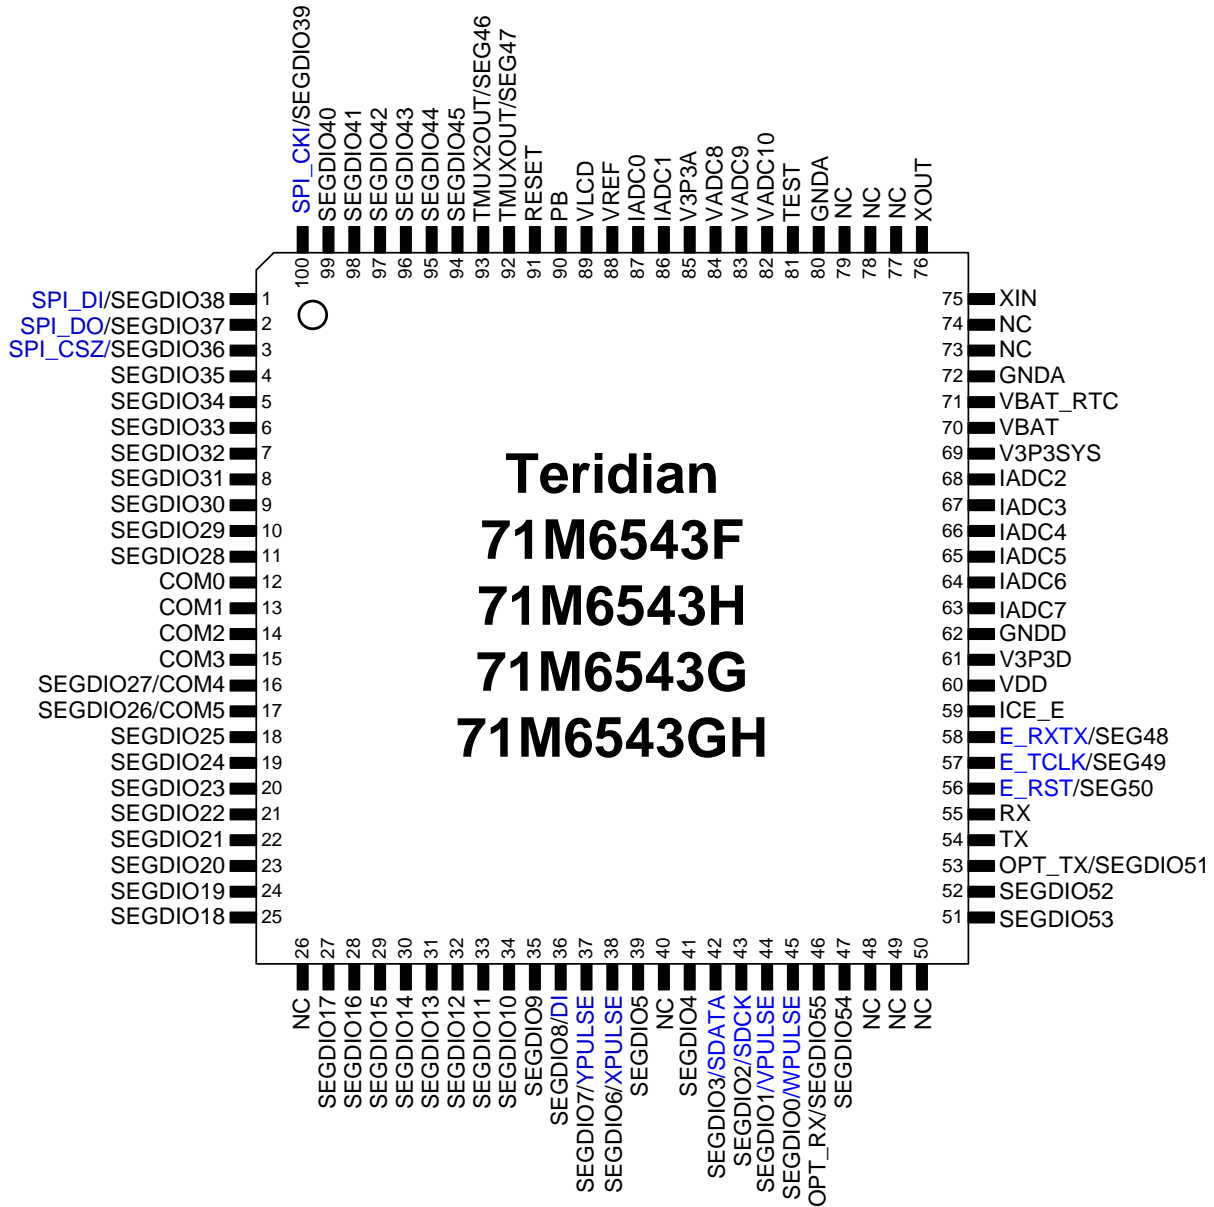 SPI_CKI/SEGDIO39
SEGDIO40
SEGDIO41
SEGDIO42
SEGDIO43
SEGDIO44
SEGDIO45
TMUX2OUT/SEG46
TMUXOUT/SEG47
RESET
PB
VLCD
VREF
IADC0
IADC1
V3P3A
VADC8
VADC9
VADC10
TEST
GNDA
NC
NC
NC
XOUT
100
99
98
97
96
95
94
93
92
91
90
89
88
87
86
85
84
83
82
81
80
79
78
77
76
SPI_DI/SEGDIO38 1
SPI_DO/SEGDIO37 2
SPI_CSZ/SEGDIO36 3
SEGDIO35 4
SEGDIO34 5
SEGDIO33 6
SEGDIO32 7
SEGDIO31 8
SEGDIO30 9
SEGDIO29 10
SEGDIO28 11
COM0 12
COM1 13
COM2 14
COM3 15
SEGDIO27/COM4 16
SEGDIO26/COM5 17
SEGDIO25 18
SEGDIO24 19
SEGDIO23 20
SEGDIO22 21
SEGDIO21 22
SEGDIO20 23
SEGDIO19 24
SEGDIO18 25
Teridian
71M6543F
71M6543H
71M6543G
71M6543GH
75 XIN
74 NC
73 NC
72 GNDA
71 VBAT_RTC
70 VBAT
69 V3P3SYS
68 IADC2
67 IADC3
66 IADC4
65 IADC5
64 IADC6
63 IADC7
62 GNDD
61 V3P3D
60 VDD
59 ICE_E
58 E_RXTX/SEG48
57 E_TCLK/SEG49
56 E_RST/SEG50
55 RX
54 TX
53 OPT_TX/SEGDIO51
52 SEGDIO52
51 SEGDIO53
26
27
28
29
30
31
32
33
34
35
36
37
38
39
40
41
42
43
44
45
46
47
48
49
50
NC
SEGDIO17
SEGDIO16
SEGDIO15
SEGDIO14
SEGDIO13
SEGDIO12
SEGDIO11
SEGDIO10
SEGDIO9
SEGDIO8/DI
SEGDIO7/YPULSE
SEGDIO6/XPULSE
SEGDIO5
NC
SEGDIO4
SEGDIO3/SDATA
SEGDIO2/SDCK
SEGDIO1/VPULSE
SEGDIO0/WPULSE
OPT_RX/SEGDIO55
SEGDIO54
NC
NC
NC